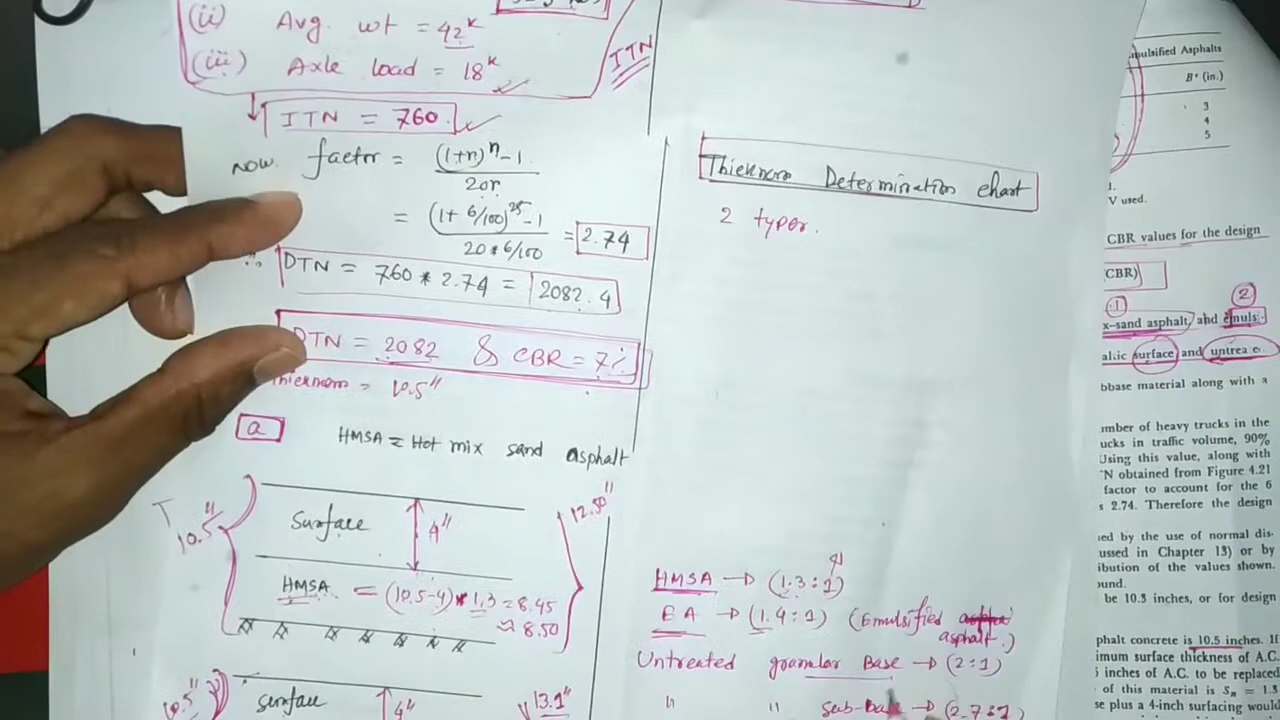 (ii) Avg. wt = 42ᵏ
(iii) Axle load = 18ᵏ
ITN
ITN = 760
Now. factor = (1+r)ⁿ-1
20r
= (1+ 6/100)²⁵-1
20*6/100
= 2.74
∴ DTN = 760 * 2.74 = 2082.4
DTN = 2082 & CBR = 7%
Thickness = 10.5"
a HMSA = Hot mix sand asphalt
T 10.5"
Surface 4" 12.50"
HMSA = (10.5-4)*1.3 = 8.45
≈ 8.50
10.5" surface 4" 13.1"
Thickness Determination chart
2 types.
HMSA → (1.3:1)
EA → (1.4:1) (Emulsified asphalt.)
Untreated granular Base → (2:1)
" " sub-base → (2.7:1)
mulsified Asphalts
Bᵃ (in.)
3
4
5
V used.
CBR values for the design
CBR)
1 2
x-sand asphalt, and emuls
surface and untrea
bbase material along with a
mber of heavy trucks in the
ucks in traffic volume, 90%
Using this value, along with
N obtained from Figure 4.21
factor to account for the 6
s 2.74. Therefore the design
ned by the use of normal dis-
ussed in Chapter 13) or by
ibution of the values shown.
ound.
be 10.3 inches, or for design
phalt concrete is 10.5 inches. If
imum surface thickness of A.C.
inches of A.C. to be replaced
of this material is Sₙ = 1.3
se plus a 4-inch surfacing would